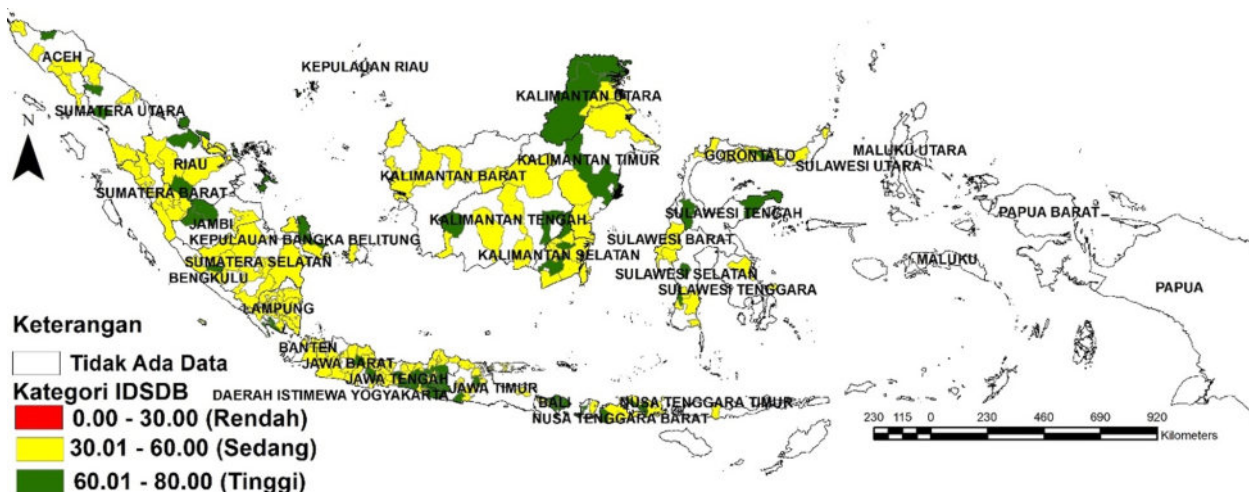 ACEH
SUMATERA UTARA
KEPULAUAN RIAU
RIAU
SUMATERA BARAT
JAMBI
KEPULAUAN BANGKA BELITUNG
SUMATERA SELATAN
BENGKULU
LAMPUNG
KALIMANTAN UTARA
KALIMANTAN TIMUR
KALIMANTAN BARAT
KALIMANTAN TENGAH
KALIMANTAN SELATAN
GORONTALO
SULAWESI UTARA
MALUKU UTARA
SULAWESI TENGAH
SULAWESI BARAT
SULAWESI SELATAN
SULAWESI TENGGARA
PAPUA BARAT
MALUKU
PAPUA
BANTEN
JAWA BARAT
JAWA TENGAH
DAERAH ISTIMEWA YOGYAKARTA
JAWA TIMUR
BALI
NUSA TENGGARA TIMUR
NUSA TENGGARA BARAT
N
Keterangan
Tidak Ada Data
Kategori IDSDB
0.00 - 30.00 (Rendah)
30.01 - 60.00 (Sedang)
60.01 - 80.00 (Tinggi)
230 115 0 230 460 690 920
Kilometers